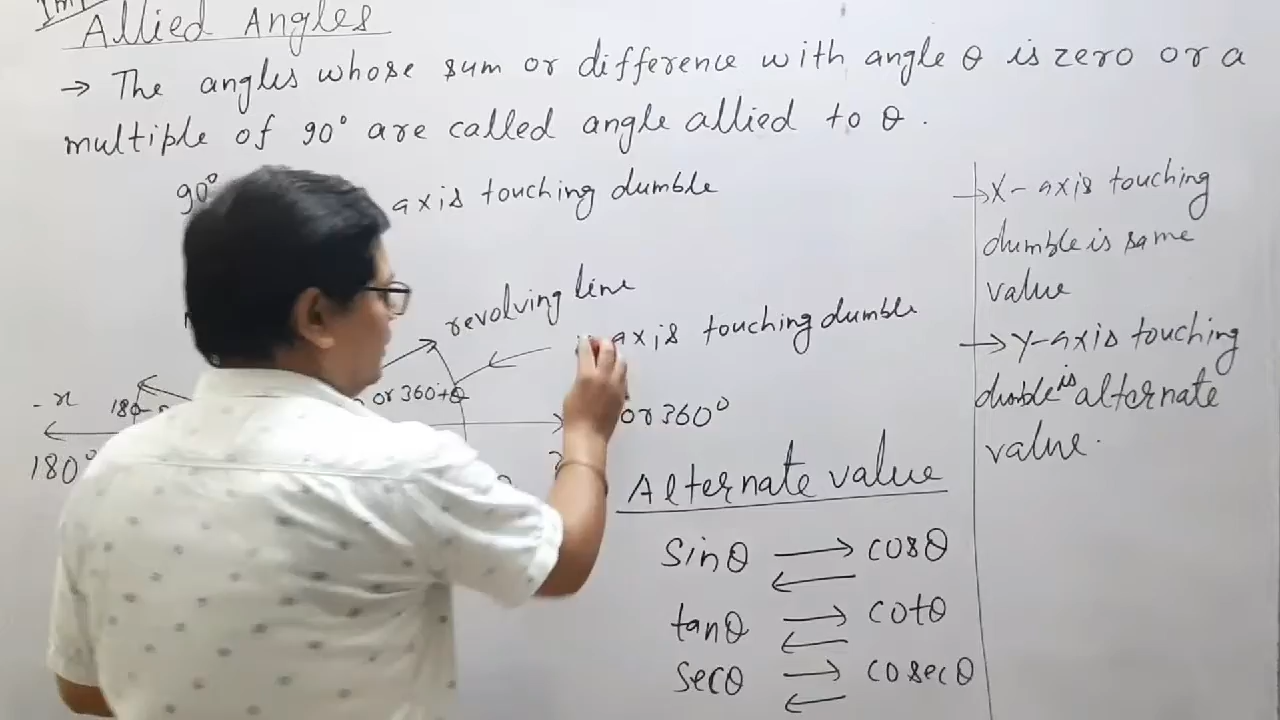 Imp
Allied Angles
→ The angles whose sum or difference with angle θ is zero or a
multiple of 90° are called angle allied to θ.
90°
axis touching dumble
revolving line
axis touching dumble
or 360+θ
-x
180-
180°
or 360°
Alternate value
sinθ ⇄ cosθ
tanθ ⇄ cotθ
secθ ⇄ cosecθ
→ X-axis touching
dumble is same
value
→ Y-axis touching
dumble is alternate
value.